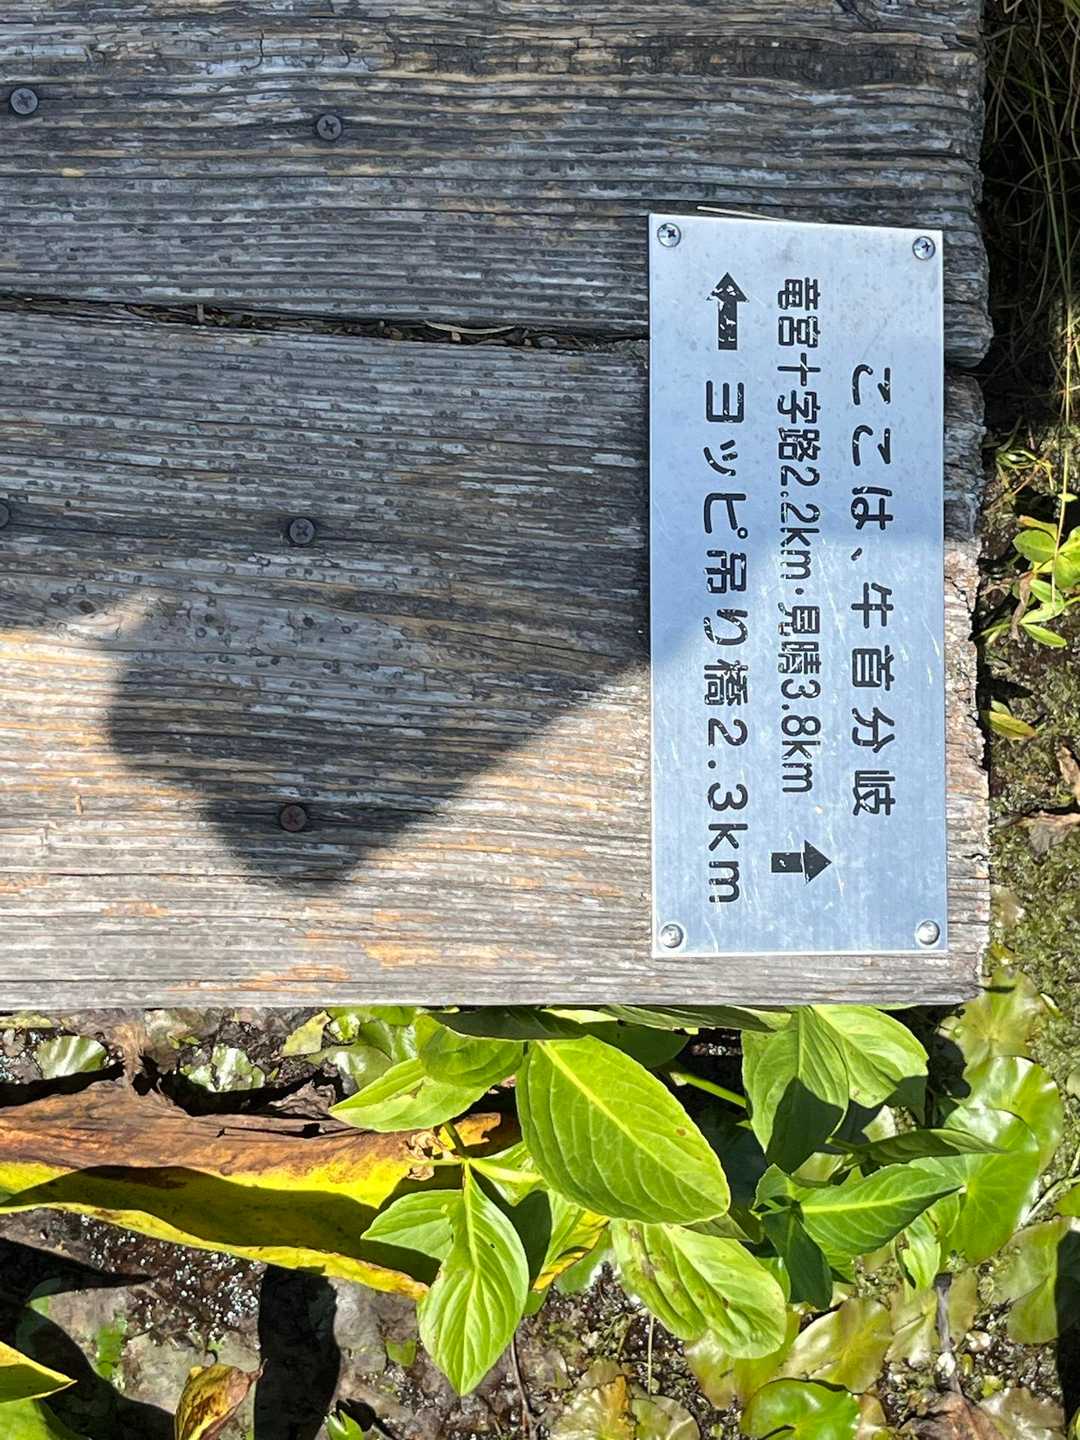 ここは、牛首分岐
竜宮十字路2.2km·見晴3.8km ➡
⬅ ヨッピ吊り橋2.3km